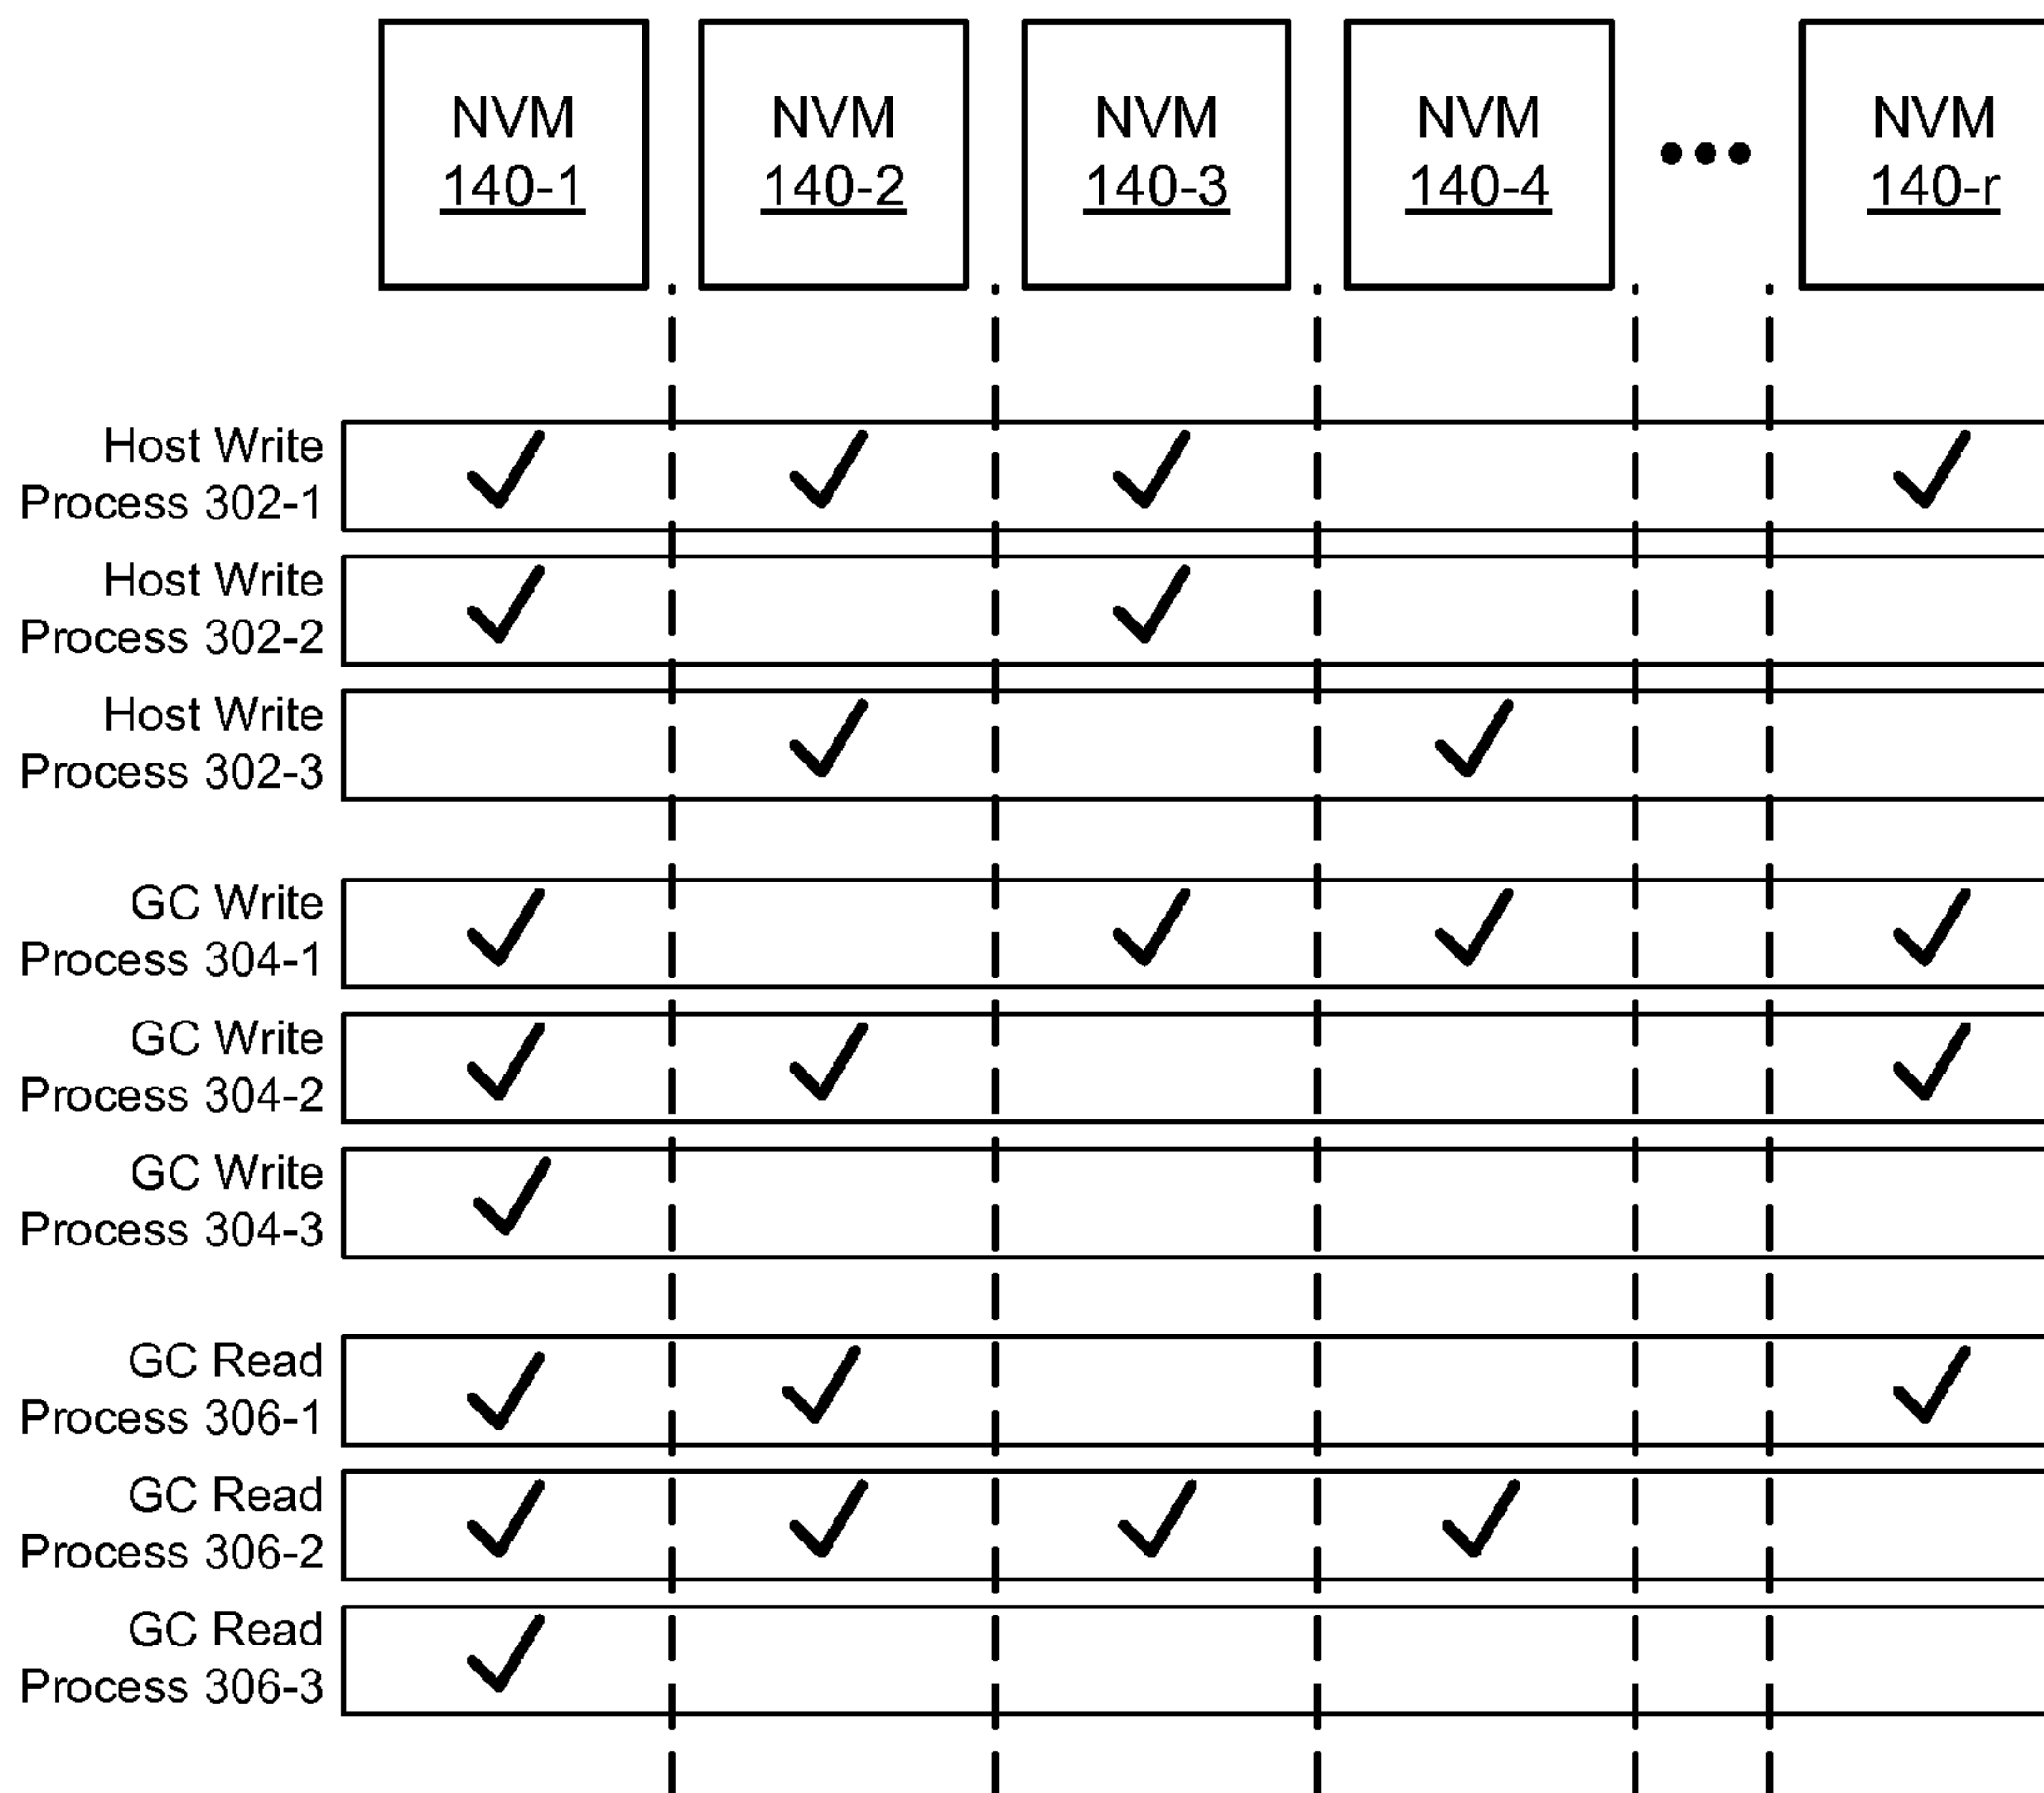 NVM
140-1
NVM
140-2
NVM
140-3
NVM
140-4
NVM
140-r
Host Write
Process 302-1
Host Write
Process 302-2
Host Write
Process 302-3
GC Write
Process 304-1
GC Write
Process 304-2
GC Write
Process 304-3
GC Read
Process 306-1
GC Read
Process 306-2
GC Read
Process 306-3